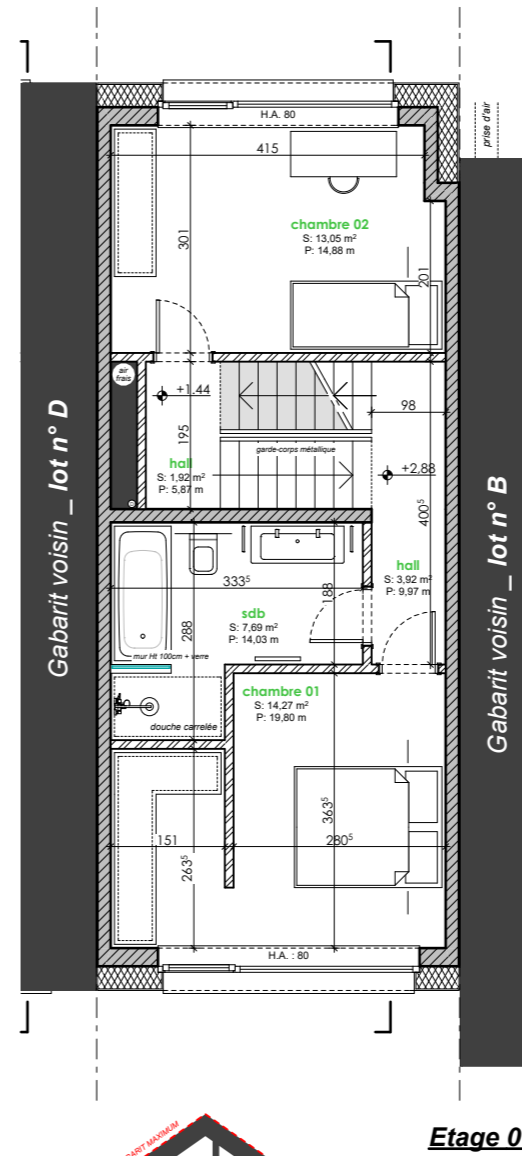 H.A. 80
prise d'air
415
chambre 02
S: 13,05 m²
P: 14,88 m
301
201
air
frais
+1.44
98
195
garde-corps métallique
hall
S: 1,92 m²
P: 5,87 m
+2,88
400⁵
Gabarit voisin _ lot n° D
Gabarit voisin _ lot n° B
333⁵
188
hall
S: 3,92 m²
P: 9,97 m
sdb
S: 7,69 m²
P: 14,03 m
288
mur Ht 100cm + verre
chambre 01
S: 14,27 m²
P: 19,80 m
douche carrelée
363⁵
151
280⁵
263⁵
H.A. : 80
GABARIT MAXIMUM
Etage 0